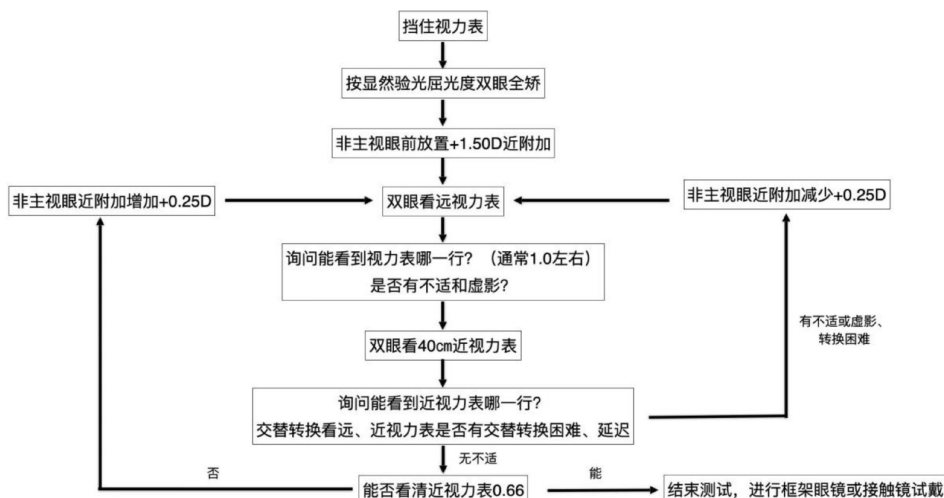 挡住视力表
按显然验光屈光度双眼全矫
非主视眼前放置+1.50D近附加
非主视眼近附加增加+0.25D
双眼看远视力表
非主视眼近附加减少+0.25D
询问能看到视力表哪一行？（通常1.0左右）
是否有不适和虚影？
有不适或虚影、
转换困难
双眼看40㎝近视力表
询问能看到近视力表哪一行？
交替转换看远、近视力表是否有交替转换困难、延迟
无不适
否
能
能否看清近视力表0.66
结束测试，进行框架眼镜或接触镜试戴